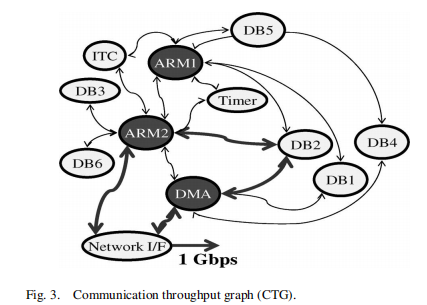 DB5
ITC
ARM1
DB3
Timer
ARM2
DB2
DB4
DB6
DMA
DB1
Network I/F
1 Gbps
Fig. 3. Communication throughput graph (CTG).